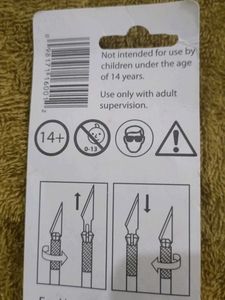 Not intended for use by
children under the age
of 14 years.
Use only with adult
supervision.
14+
0-13